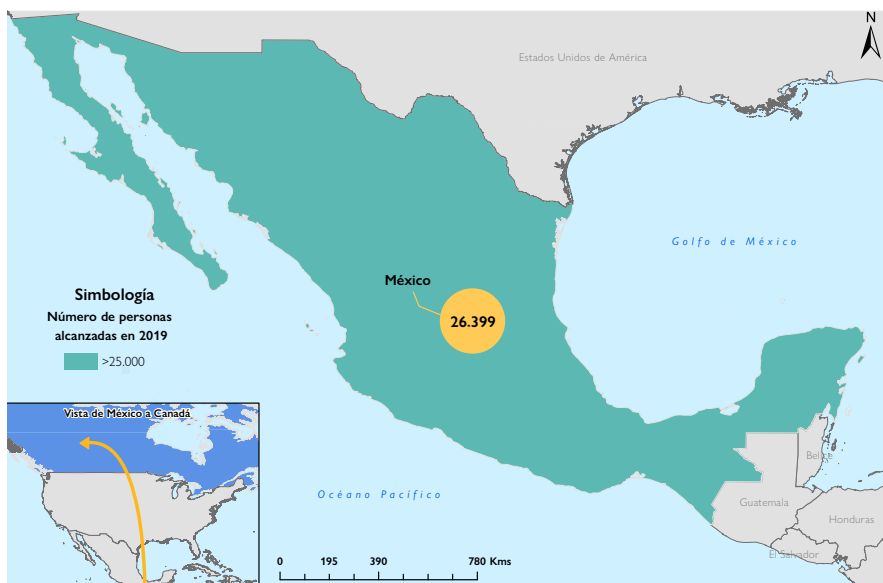 N
Estados Unidos de América
Golfo de México
México
26.399
Simbología
Número de personas
alcanzadas en 2019
>25.000
Vista de México a Canadá
Océano Pacífico
Belice
Guatemala
Honduras
El Salvador
0 195 390 780 Kms